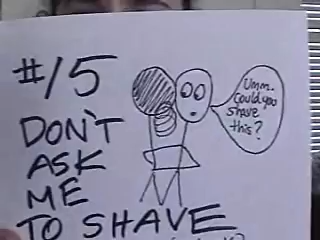 #15
DON'T
ASK
ME
TO SHAVE
Umm.
Could you
shave
this?